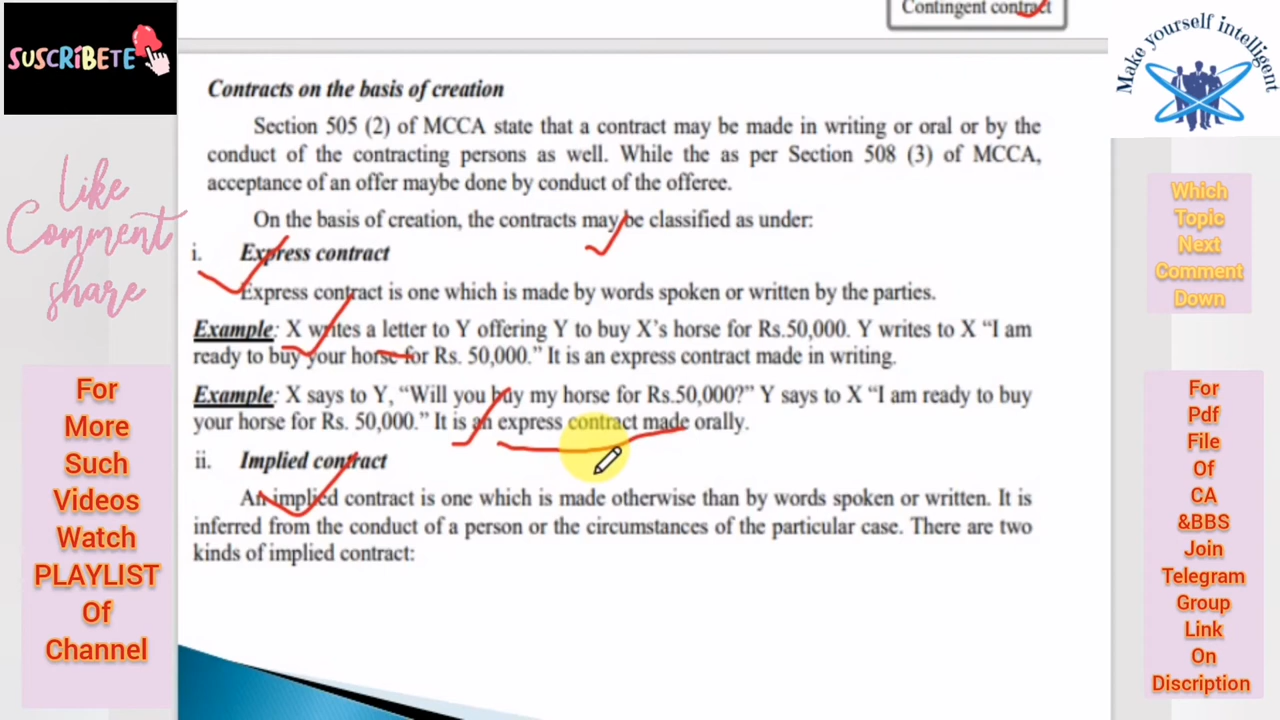 Contingent contract
SUSCRÍBETE
Make yourself intelligent
Contracts on the basis of creation
Section 505 (2) of MCCA state that a contract may be made in writing or oral or by the
conduct of the contracting persons as well. While the as per Section 508 (3) of MCCA,
acceptance of an offer maybe done by conduct of the offeree.
On the basis of creation, the contracts may be classified as under:
i. Express contract
Express contract is one which is made by words spoken or written by the parties.
Example: X writes a letter to Y offering Y to buy X's horse for Rs.50,000. Y writes to X “I am
ready to buy your horse for Rs. 50,000.” It is an express contract made in writing.
Example: X says to Y, “Will you buy my horse for Rs.50,000?” Y says to X “I am ready to buy
your horse for Rs. 50,000.” It is an express contract made orally.
ii. Implied contract
An implied contract is one which is made otherwise than by words spoken or written. It is
inferred from the conduct of a person or the circumstances of the particular case. There are two
kinds of implied contract:
like
Comment
share
For
More
Such
Videos
Watch
PLAYLIST
Of
Channel
Which
Topic
Next
Comment
Down
For
Pdf
File
Of
CA
&BBS
Join
Telegram
Group
Link
On
Discription